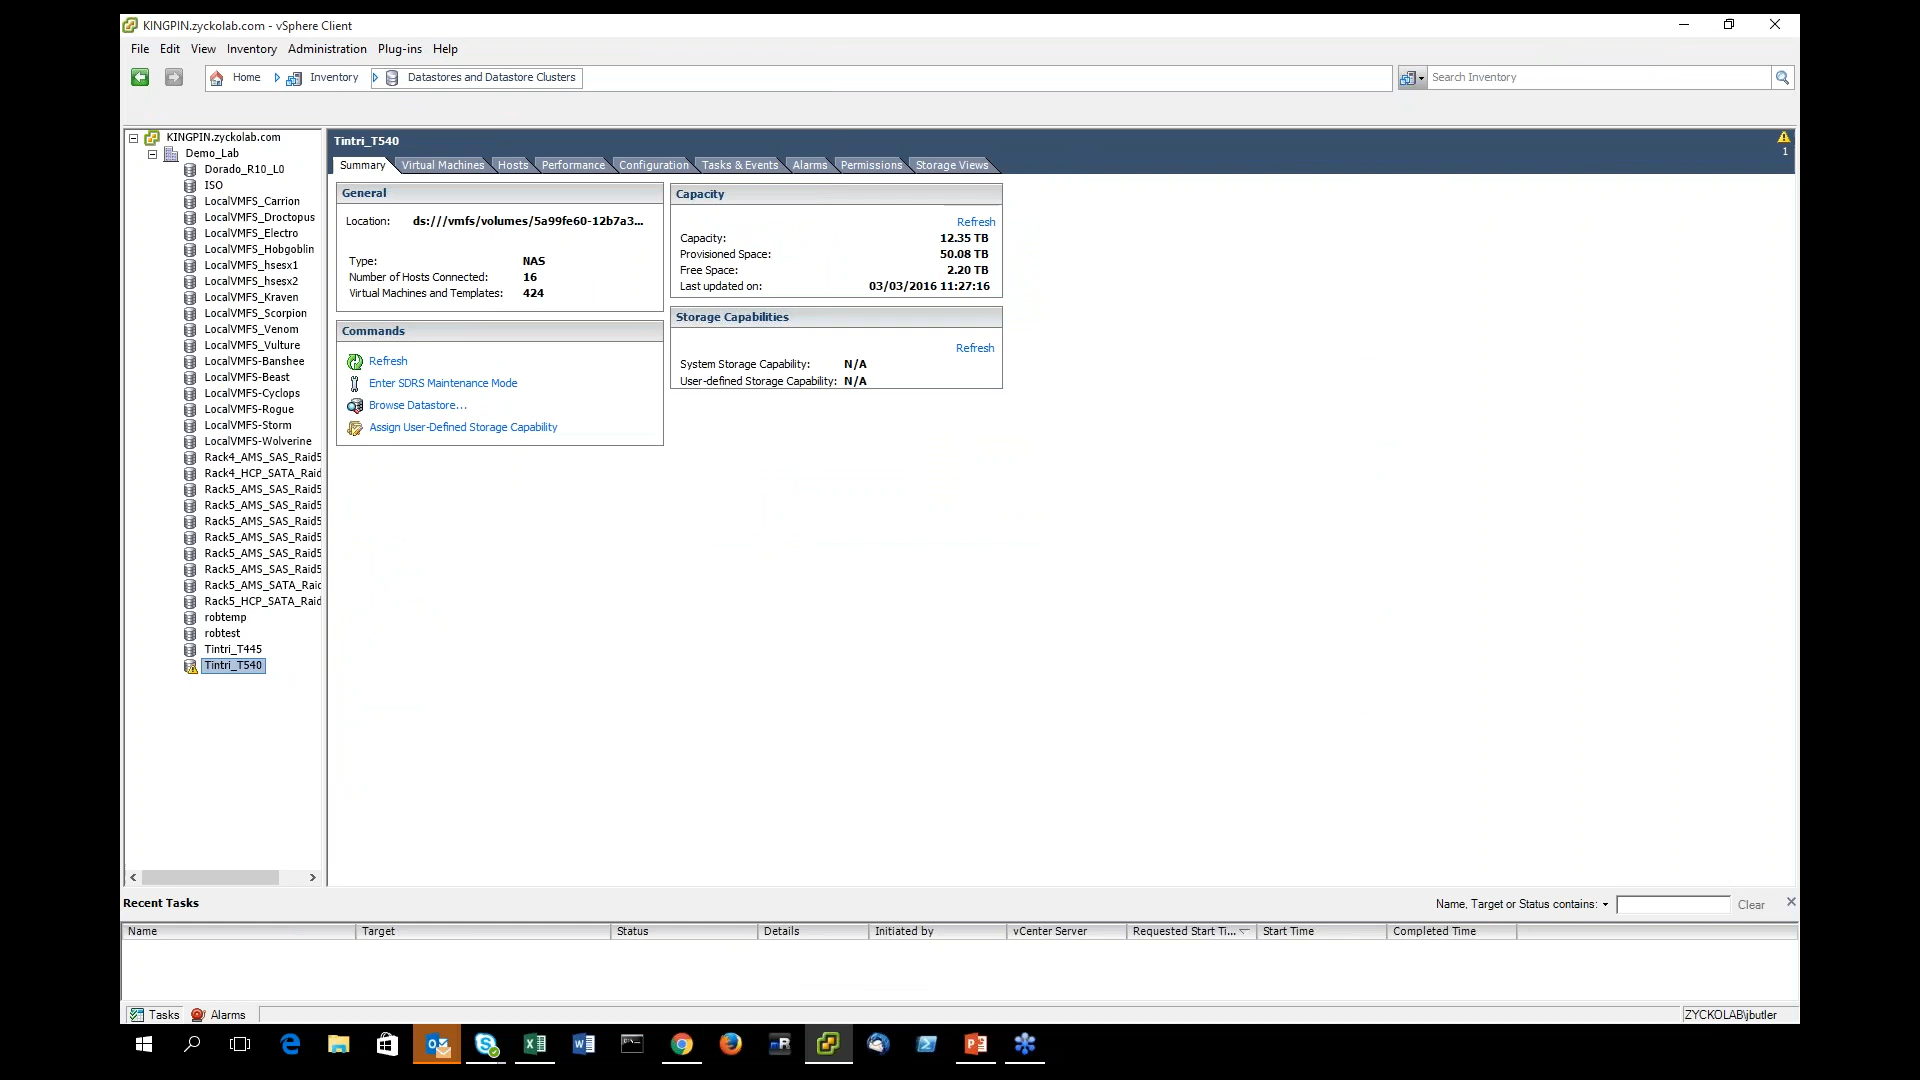 KINGPIN.zyckolab.com - vSphere Client
File Edit View Inventory Administration Plug-ins Help
Home Inventory Datastores and Datastore Clusters Search Inventory
KINGPIN.zyckolab.com
Demo_Lab
Dorado_R10_L0
ISO
LocalVMFS_Carrion
LocalVMFS_Droctopus
LocalVMFS_Electro
LocalVMFS_Hobgoblin
LocalVMFS_hsesx1
LocalVMFS_hsesx2
LocalVMFS_Kraven
LocalVMFS_Scorpion
LocalVMFS_Venom
LocalVMFS_Vulture
LocalVMFS-Banshee
LocalVMFS-Beast
LocalVMFS-Cyclops
LocalVMFS-Rogue
LocalVMFS-Storm
LocalVMFS-Wolverine
Rack4_AMS_SAS_Raid5
Rack4_HCP_SATA_Raid
Rack5_AMS_SAS_Raid5
Rack5_AMS_SAS_Raid5
Rack5_AMS_SAS_Raid5
Rack5_AMS_SAS_Raid5
Rack5_AMS_SAS_Raid5
Rack5_AMS_SAS_Raid5
Rack5_AMS_SATA_Raid
Rack5_HCP_SATA_Raid
robtemp
robtest
Tintri_T445
Tintri_T540
Tintri_T540
1
Summary Virtual Machines Hosts Performance Configuration Tasks & Events Alarms Permissions Storage Views
General
Location: ds:///vmfs/volumes/5a99fe60-12b7a3...
Type: NAS
Number of Hosts Connected: 16
Virtual Machines and Templates: 424
Commands
Refresh
Enter SDRS Maintenance Mode
Browse Datastore...
Assign User-Defined Storage Capability
Capacity
Refresh
Capacity: 12.35 TB
Provisioned Space: 50.08 TB
Free Space: 2.20 TB
Last updated on: 03/03/2016 11:27:16
Storage Capabilities
Refresh
System Storage Capability: N/A
User-defined Storage Capability: N/A
Recent Tasks Name, Target or Status contains: Clear
Name Target Status Details Initiated by vCenter Server Requested Start Ti... Start Time Completed Time
Tasks Alarms ZYCKOLAB\jbutler